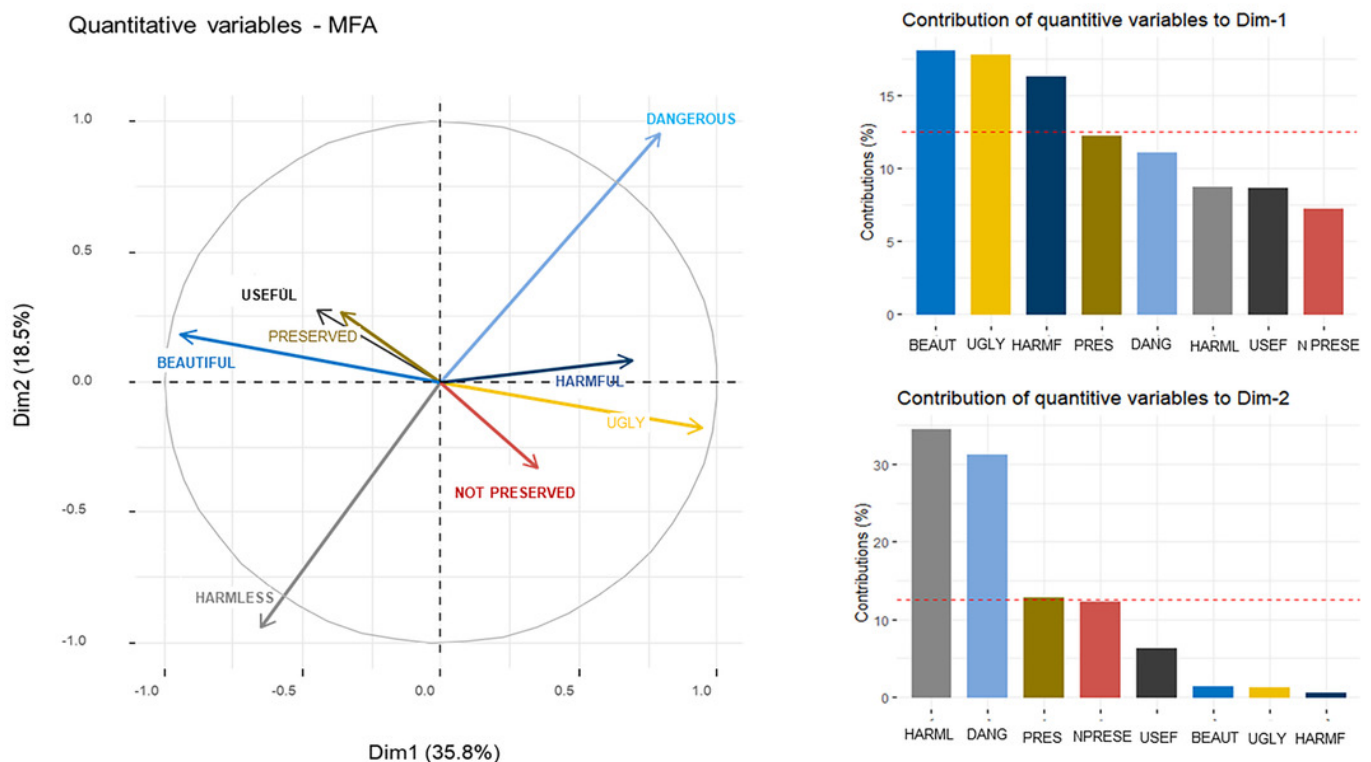 Quantitative variables - MFA
1.0
0.5
0.0
-0.5
-1.0
Dim2 (18.5%)
DANGEROUS
USEFUL
PRESERVED
BEAUTIFUL
HARMFUL
UGLY
NOT PRESERVED
HARMLESS
-1.0 -0.5 0.0 0.5 1.0
Dim1 (35.8%)
Contribution of quantitive variables to Dim-1
Contributions (%)
15
10
5
0
BEAUT UGLY HARMF PRES DANG HARML USEF N PRESE
Contribution of quantitive variables to Dim-2
Contributions (%)
30
20
10
0
HARML DANG PRES NPRESE USEF BEAUT UGLY HARMF